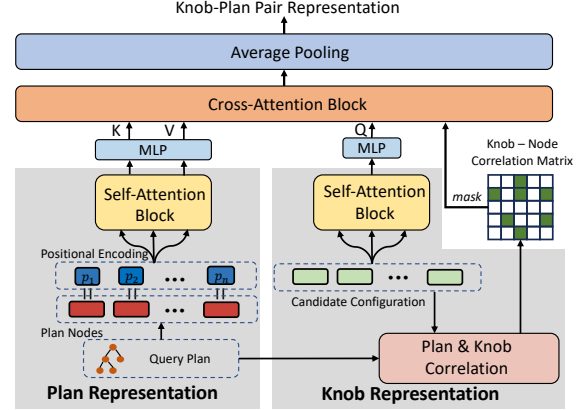 Knob-Plan Pair Representation
Average Pooling
Cross-Attention Block
K
V
Q
MLP
MLP
Knob – Node
Correlation Matrix
mask
Self-Attention
Block
Self-Attention
Block
Positional Encoding
p1 p2 ••• pn
•••
Plan Nodes
•••
Candidate Configuration
Query Plan
Plan & Knob
Correlation
Plan Representation
Knob Representation